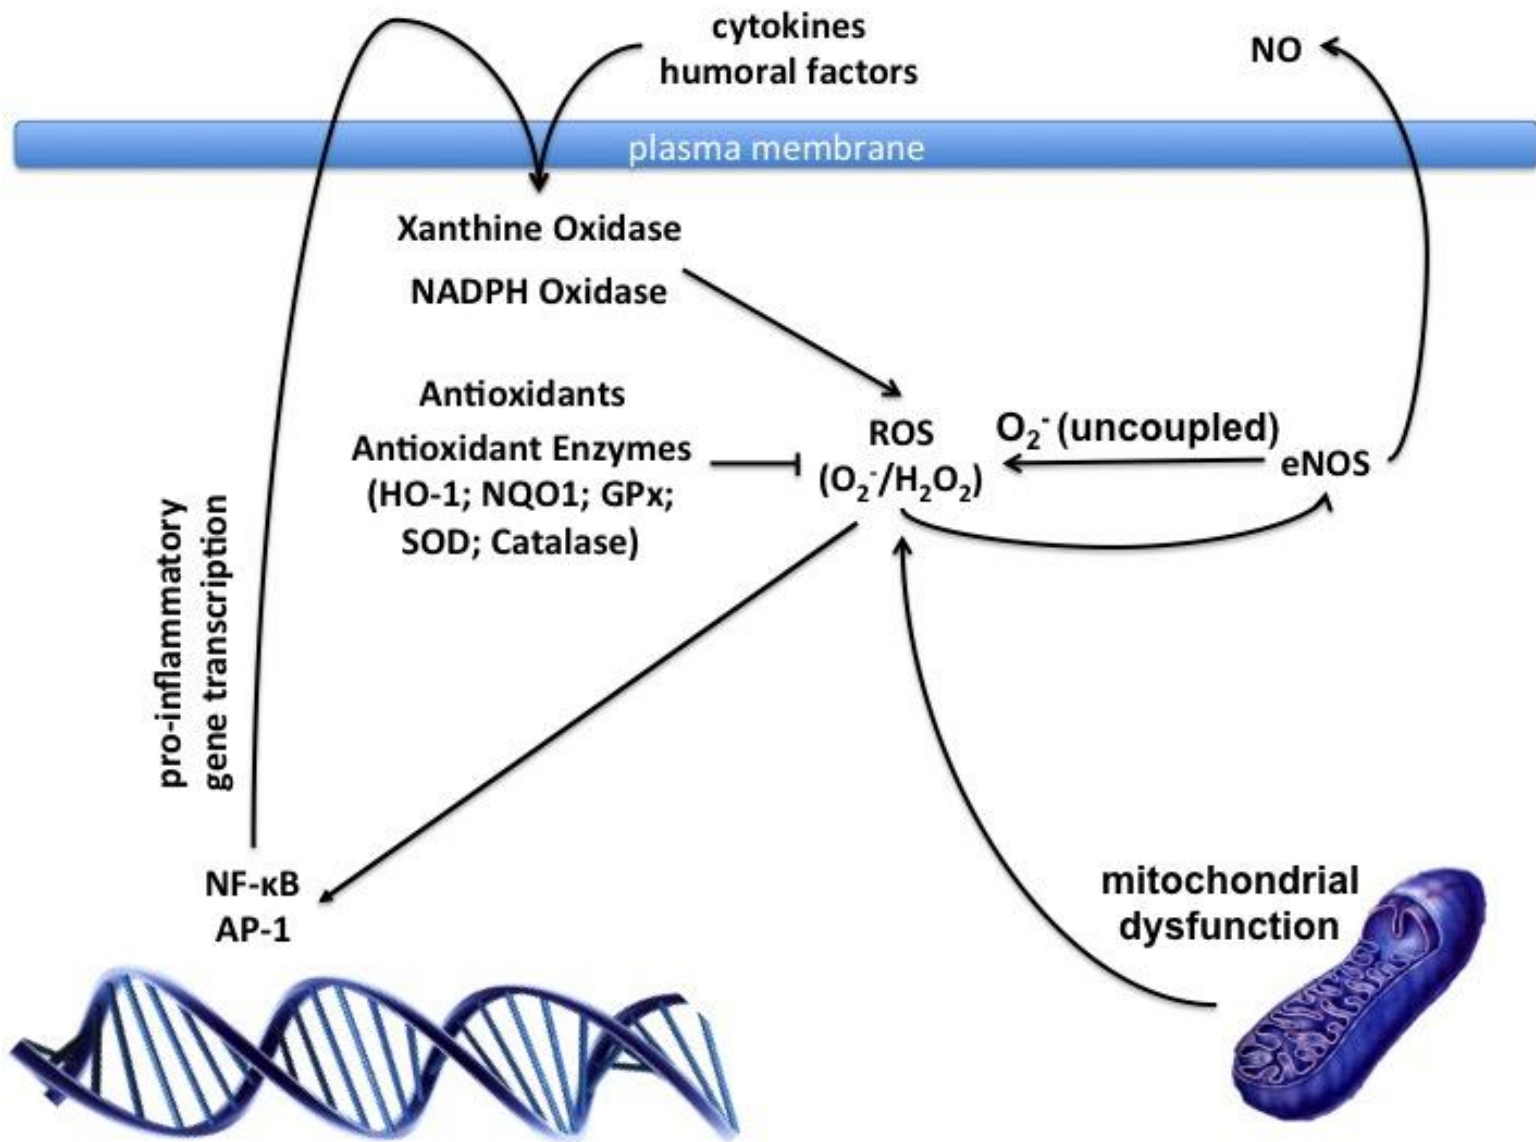 cytokines
humoral factors
NO
plasma membrane
Xanthine Oxidase
NADPH Oxidase
Antioxidants
Antioxidant Enzymes
(HO-1; NQO1; GPx;
SOD; Catalase)
ROS
(O₂⁻/H₂O₂)
O₂⁻ (uncoupled)
eNOS
pro-inflammatory
gene transcription
NF-κB
AP-1
mitochondrial
dysfunction